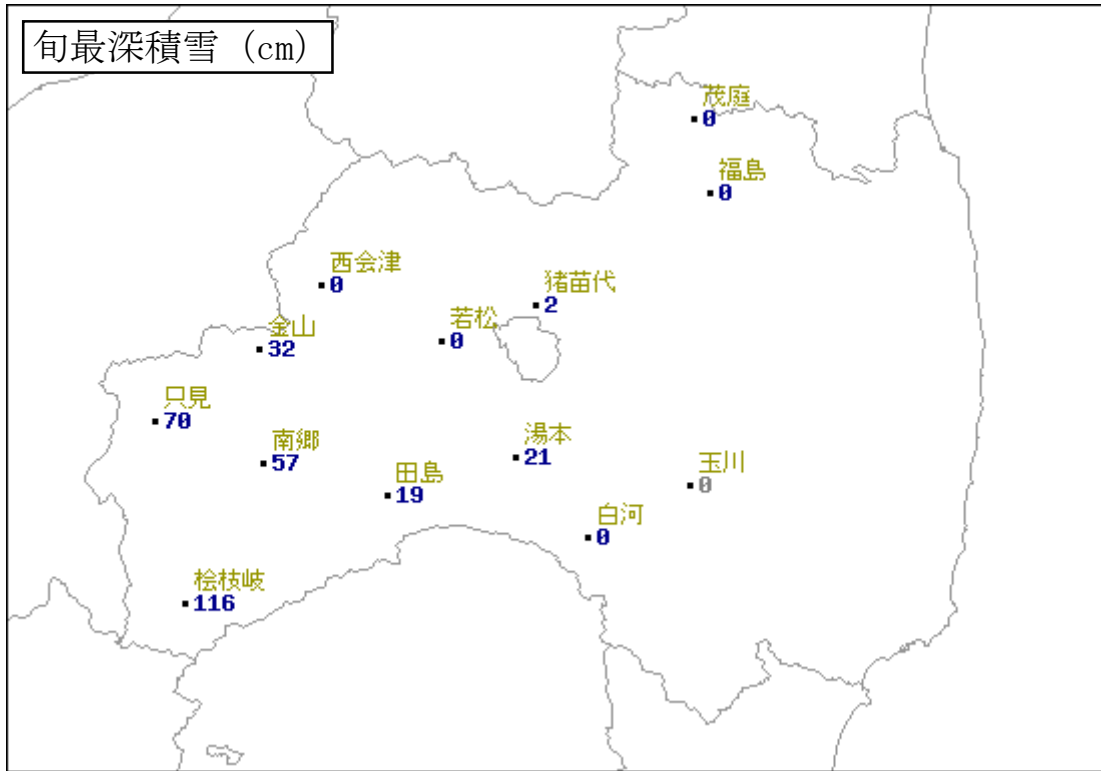 旬最深積雪 (cm)
茂庭
0
福島
0
西会津
0
猪苗代
2
若松
0
金山
32
只見
70
南郷
57
湯本
21
田島
19
玉川
0
白河
0
桧枝岐
116